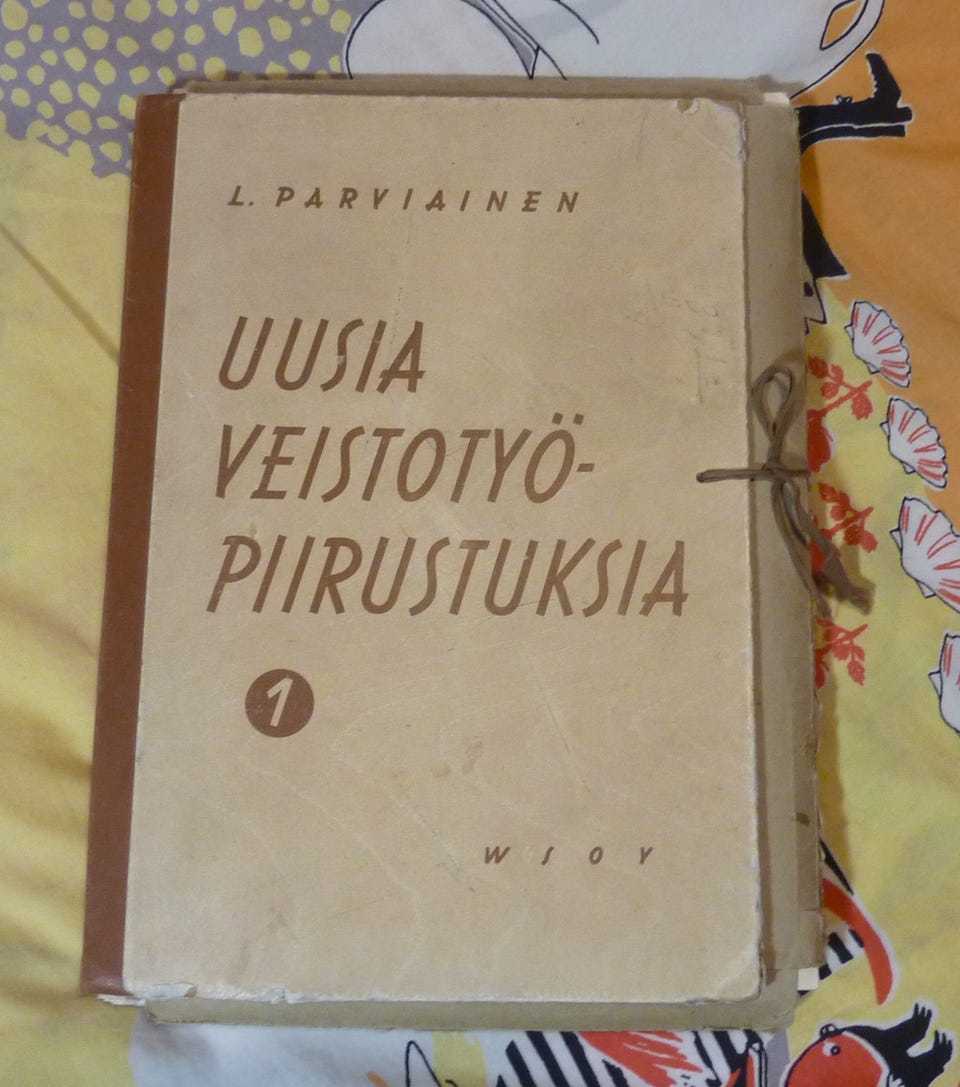 L. PARVIAINEN
UUSIA
VEISTOTYÖ-
PIIRUSTUKSIA
1
WSOY